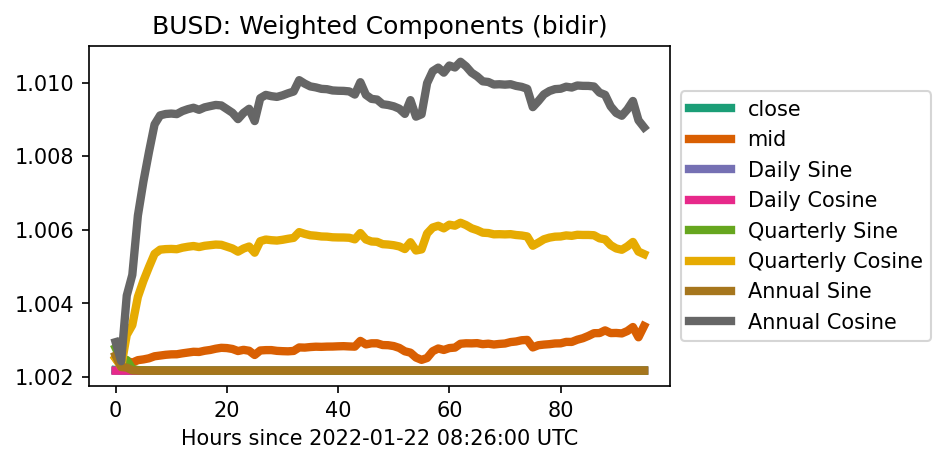 BUSD: Weighted Components (bidir)
1.010
1.008
1.006
1.004
1.002
0
20
40
60
80
Hours since 2022-01-22 08:26:00 UTC
close
mid
Daily Sine
Daily Cosine
Quarterly Sine
Quarterly Cosine
Annual Sine
Annual Cosine